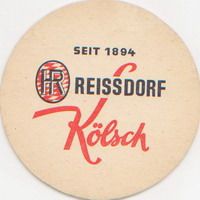 SEIT 1894
HR REISSDORF
Kölsch